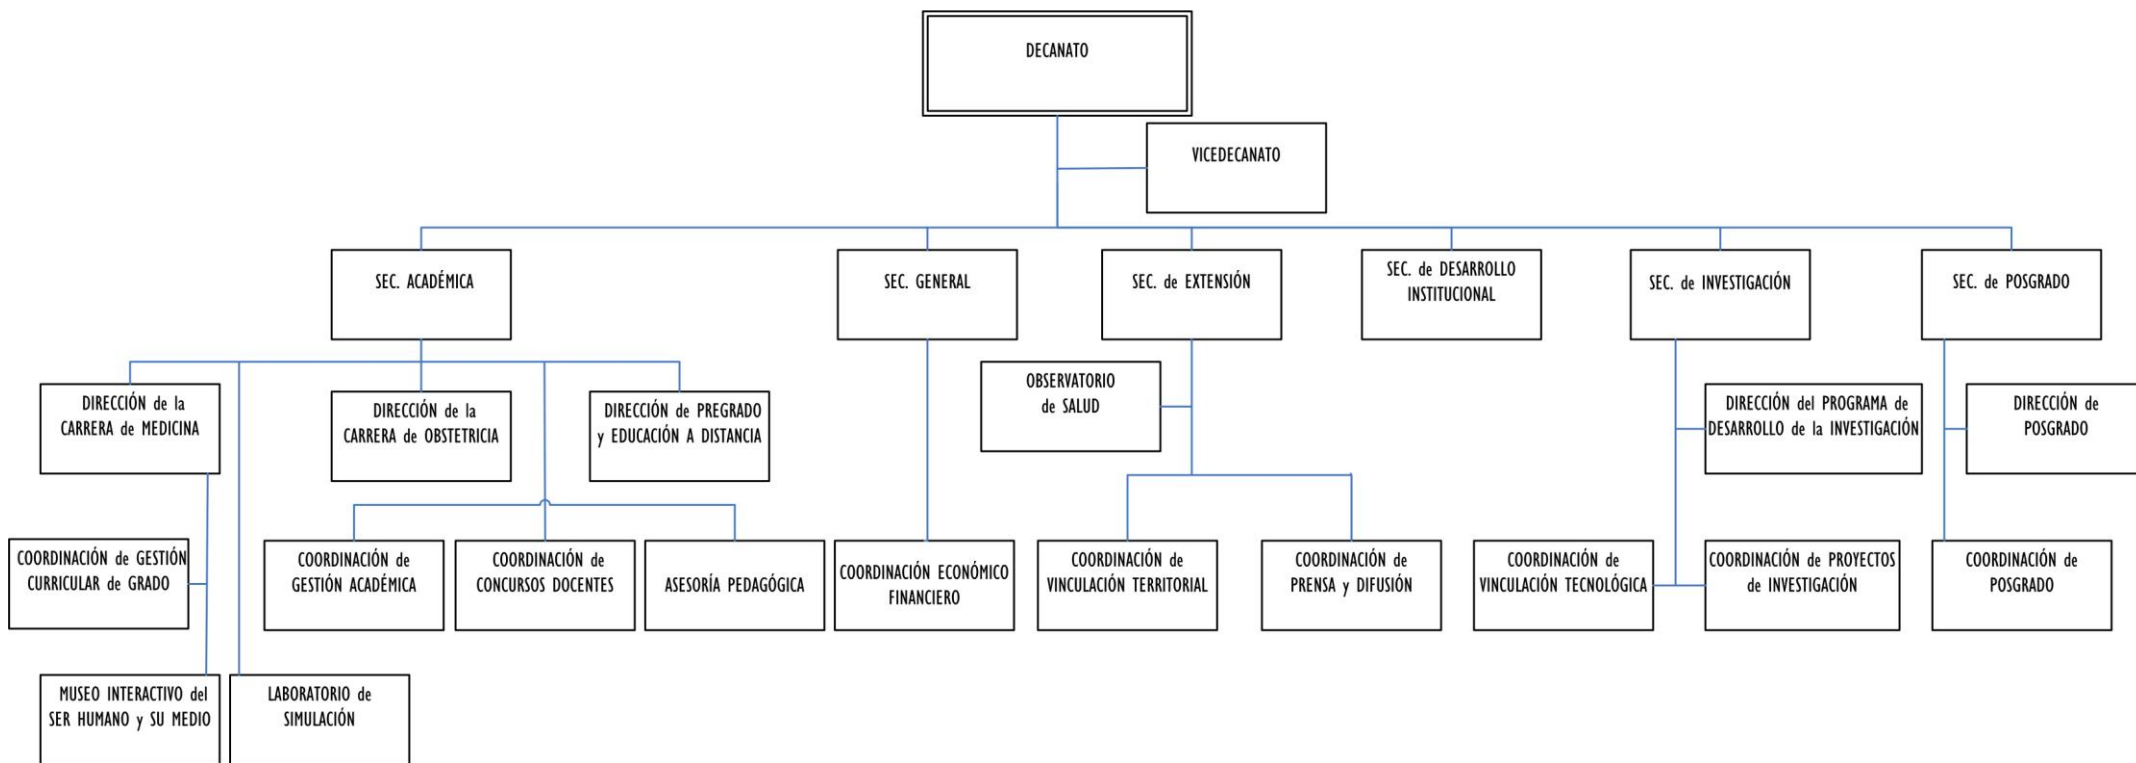 DECANATO
VICEDECANATO
SEC. ACADÉMICA
SEC. GENERAL
SEC. de EXTENSIÓN
SEC. de DESARROLLO
INSTITUCIONAL
SEC. de INVESTIGACIÓN
SEC. de POSGRADO
DIRECCIÓN de la
CARRERA de MEDICINA
DIRECCIÓN de la
CARRERA de OBSTETRICIA
DIRECCIÓN de PREGRADO
y EDUCACIÓN A DISTANCIA
OBSERVATORIO
de SALUD
DIRECCIÓN del PROGRAMA de
DESARROLLO de la INVESTIGACIÓN
DIRECCIÓN de
POSGRADO
COORDINACIÓN de GESTIÓN
CURRICULAR de GRADO
COORDINACIÓN de
GESTIÓN ACADÉMICA
COORDINACIÓN de
CONCURSOS DOCENTES
ASESORÍA PEDAGÓGICA
COORDINACIÓN ECONÓMICO
FINANCIERO
COORDINACIÓN de
VINCULACIÓN TERRITORIAL
COORDINACIÓN de
PRENSA y DIFUSIÓN
COORDINACIÓN de
VINCULACIÓN TECNOLÓGICA
COORDINACIÓN de PROYECTOS
de INVESTIGACIÓN
COORDINACIÓN de
POSGRADO
MUSEO INTERACTIVO del
SER HUMANO y SU MEDIO
LABORATORIO de
SIMULACIÓN